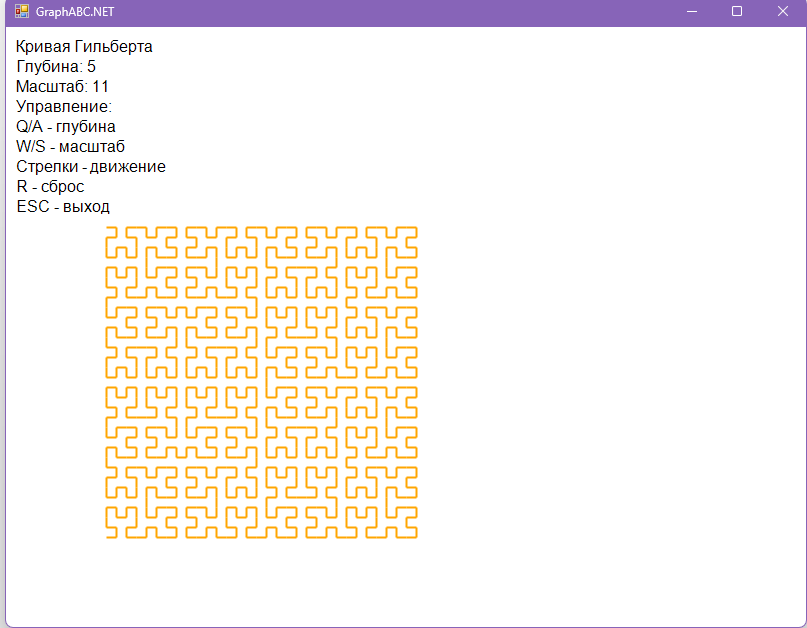 GraphABC.NET
Кривая Гильберта
Глубина: 5
Масштаб: 11
Управление:
Q/A - глубина
W/S - масштаб
Стрелки - движение
R - сброс
ESC - выход